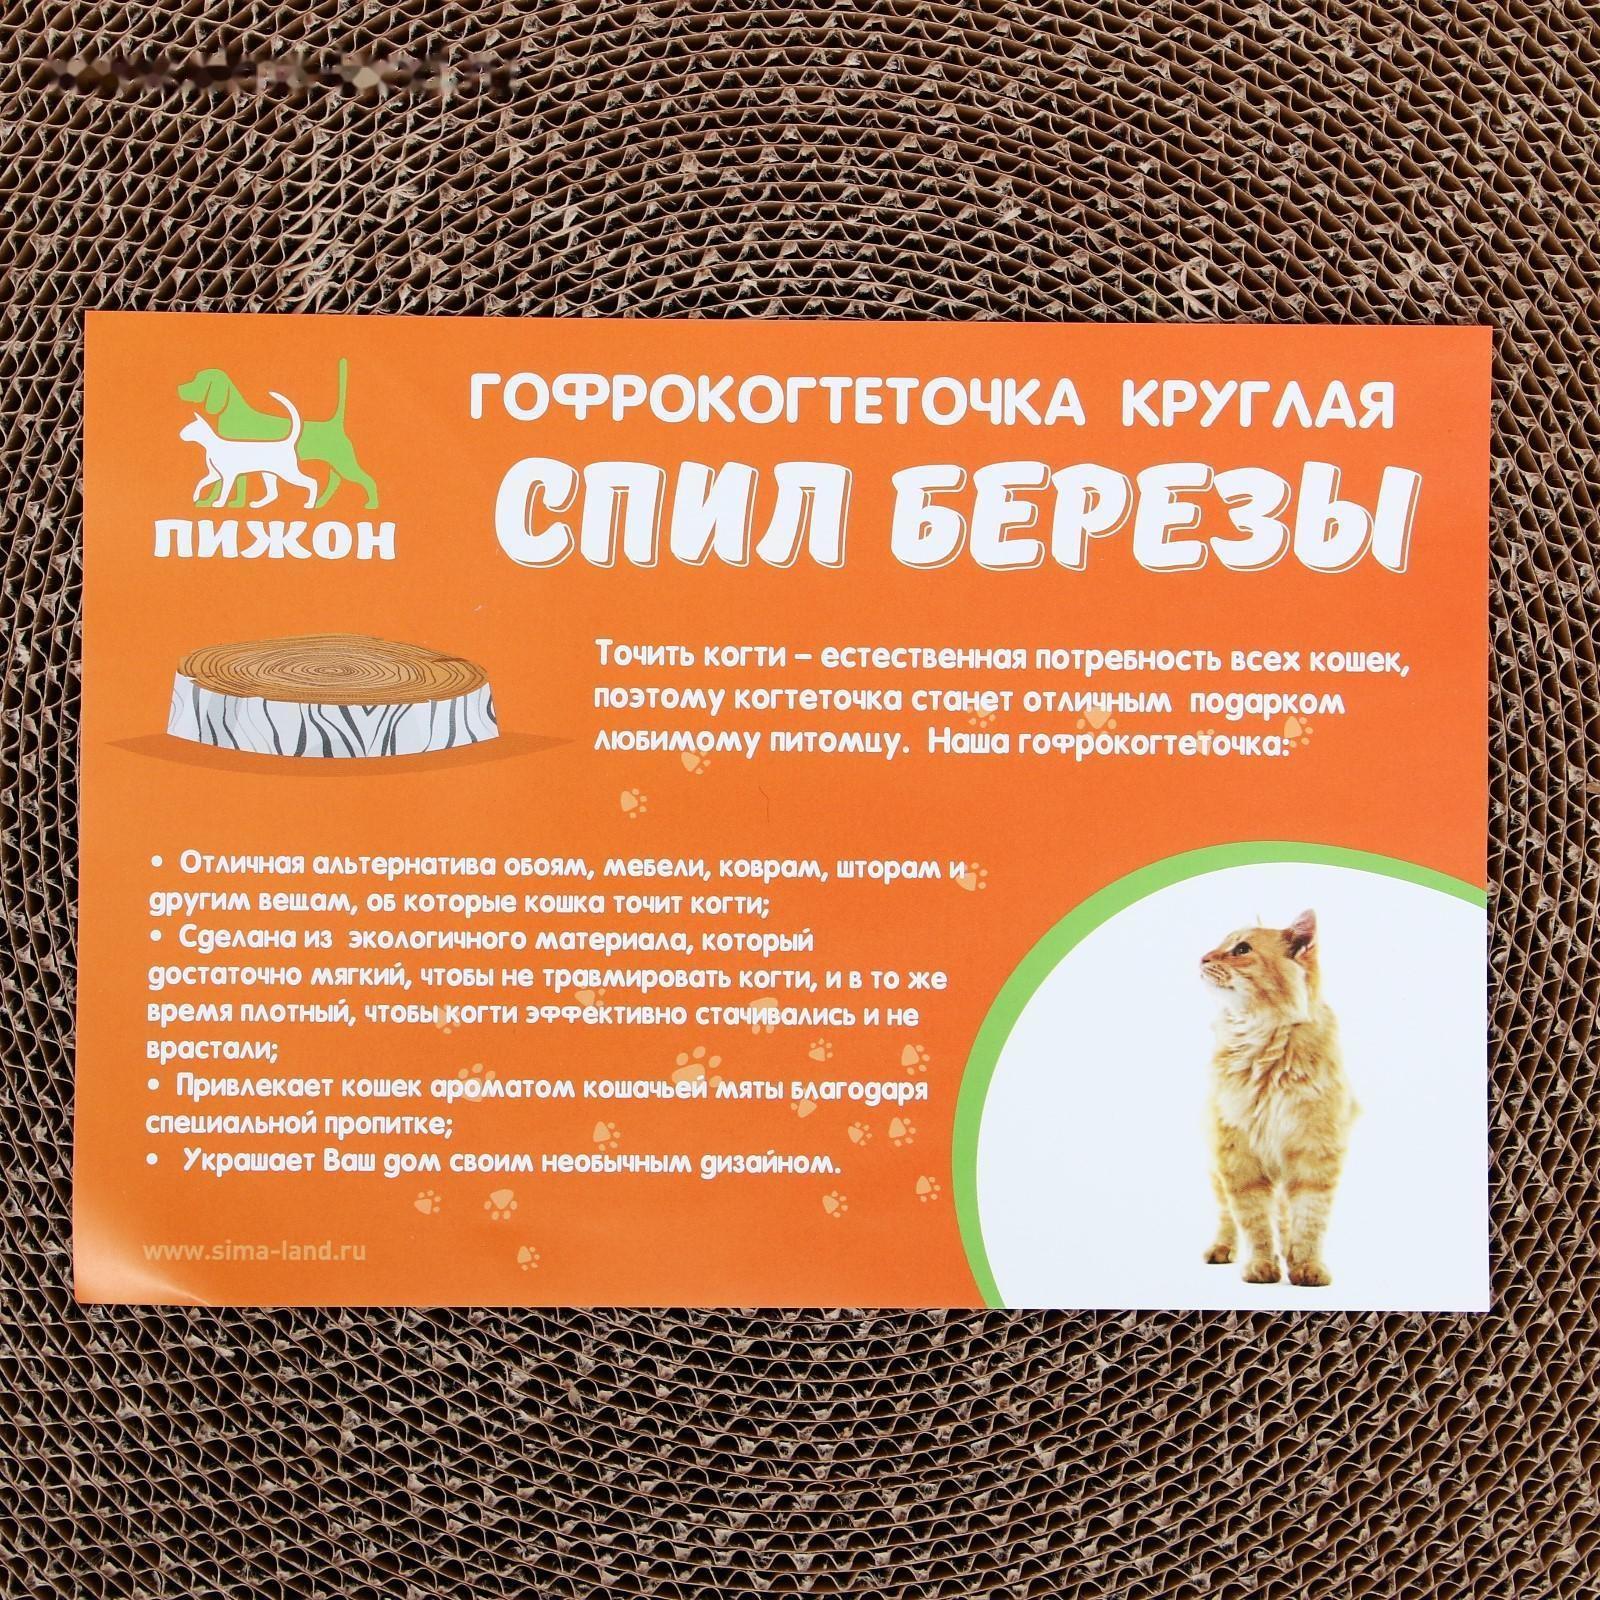 ПИЖОН
ГОФРОКОГТЕТОЧКА КРУГЛАЯ
СПИЛ БЕРЕЗЫ
Точить когти – естественная потребность всех кошек,
поэтому когтеточка станет отличным подарком
любимому питомцу. Наша гофрокогтеточка:
• Отличная альтернатива обоям, мебели, коврам, шторам и
другим вещам, об которые кошка точит когти;
• Сделана из экологичного материала, который
достаточно мягкий, чтобы не травмировать когти, и в то же
время плотный, чтобы когти эффективно стачивались и не
врастали;
• Привлекает кошек ароматом кошачьей мяты благодаря
специальной пропитке;
• Украшает Ваш дом своим необычным дизайном.
www.sima-land.ru